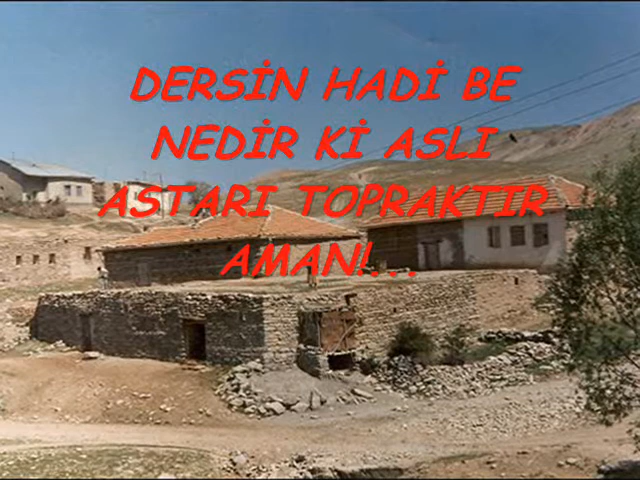 DERSİN HADİ BE
NEDİR Kİ ASLI
ASTARI TOPRAKTIR
AMAN!...